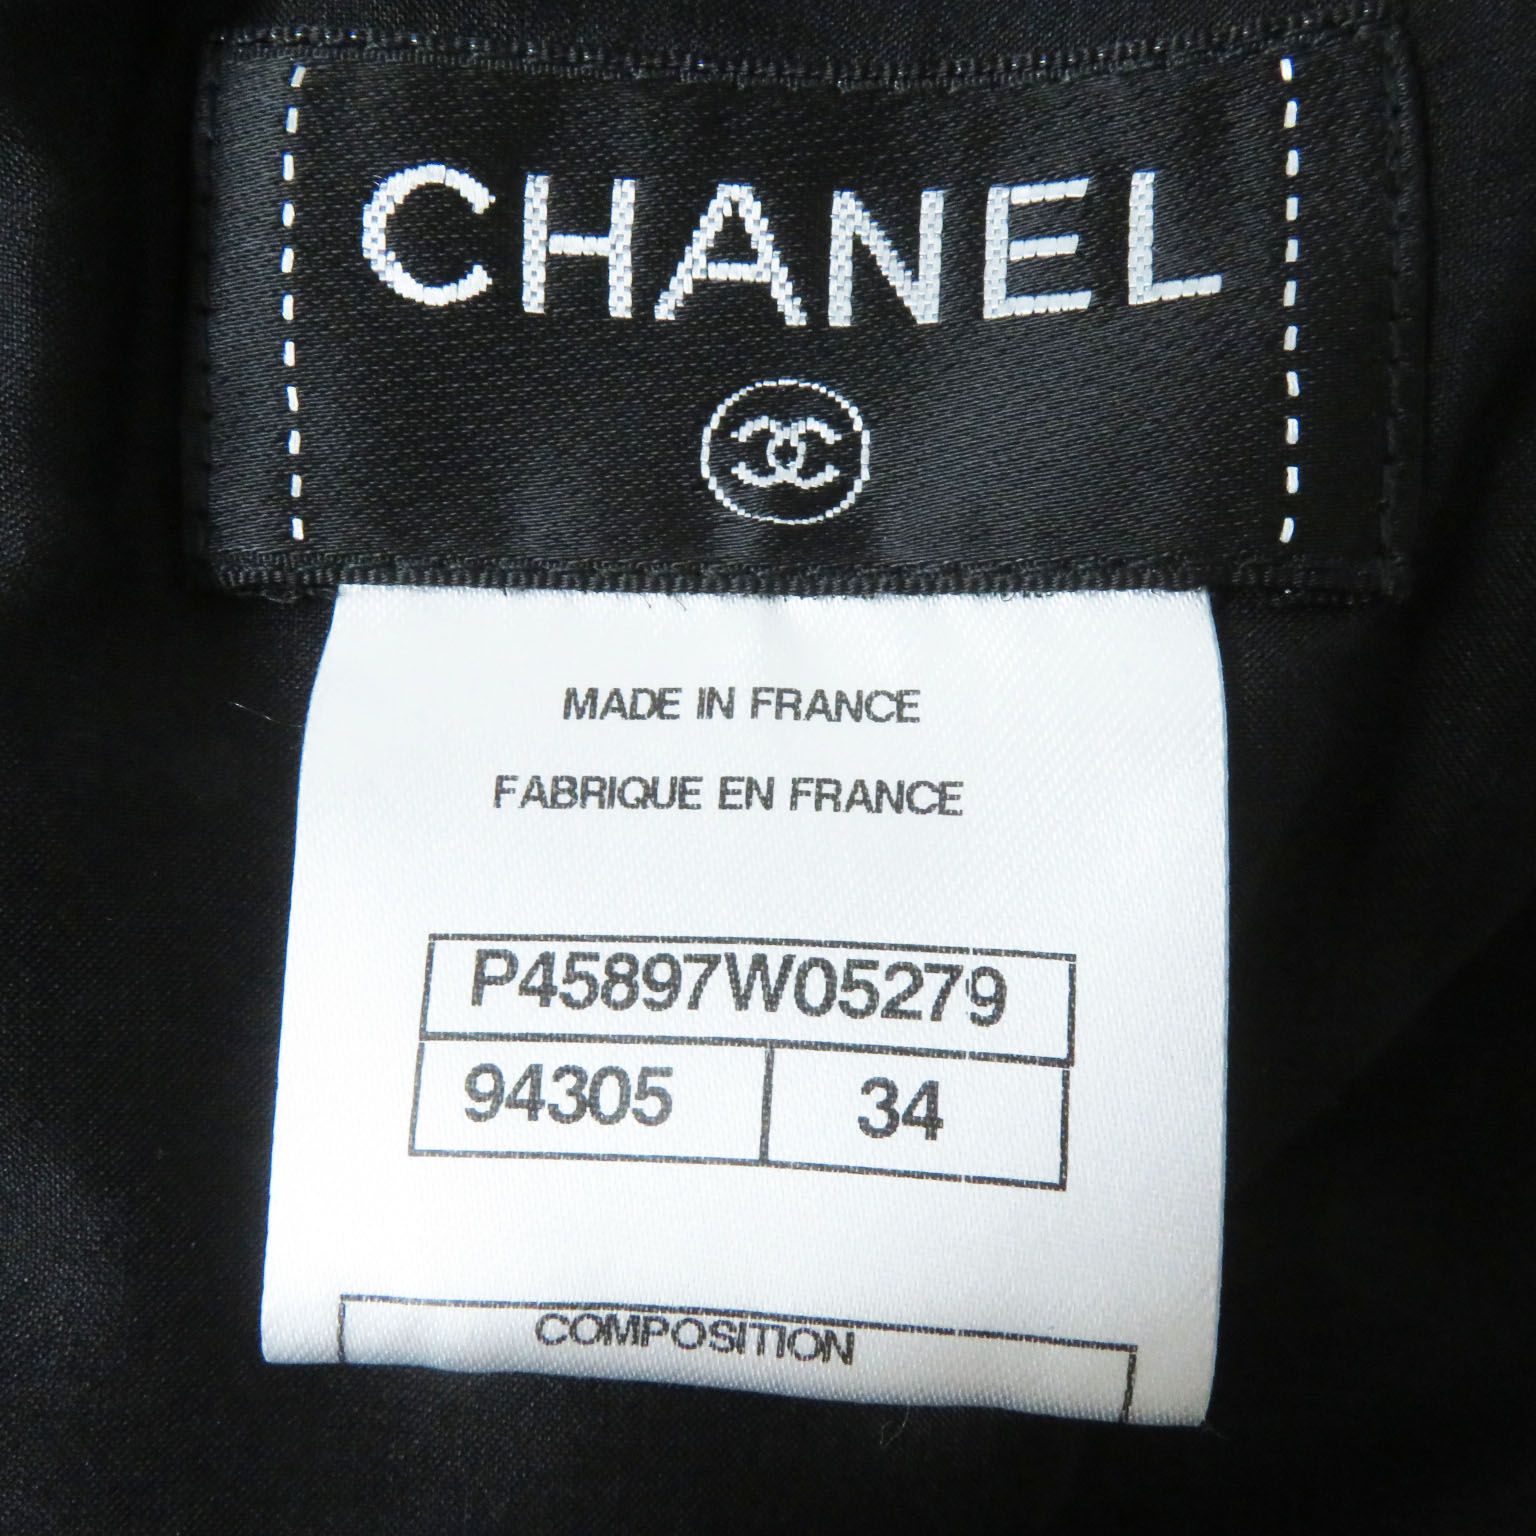 CHANEL
MADE IN FRANCE
FABRIQUE EN FRANCE
P45897W05279
94305 34
COMPOSITION